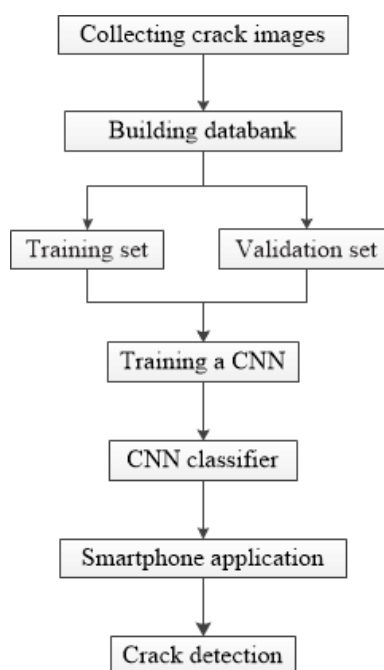 Collecting crack images
Building databank
Training set
Validation set
Training a CNN
CNN classifier
Smartphone application
Crack detection